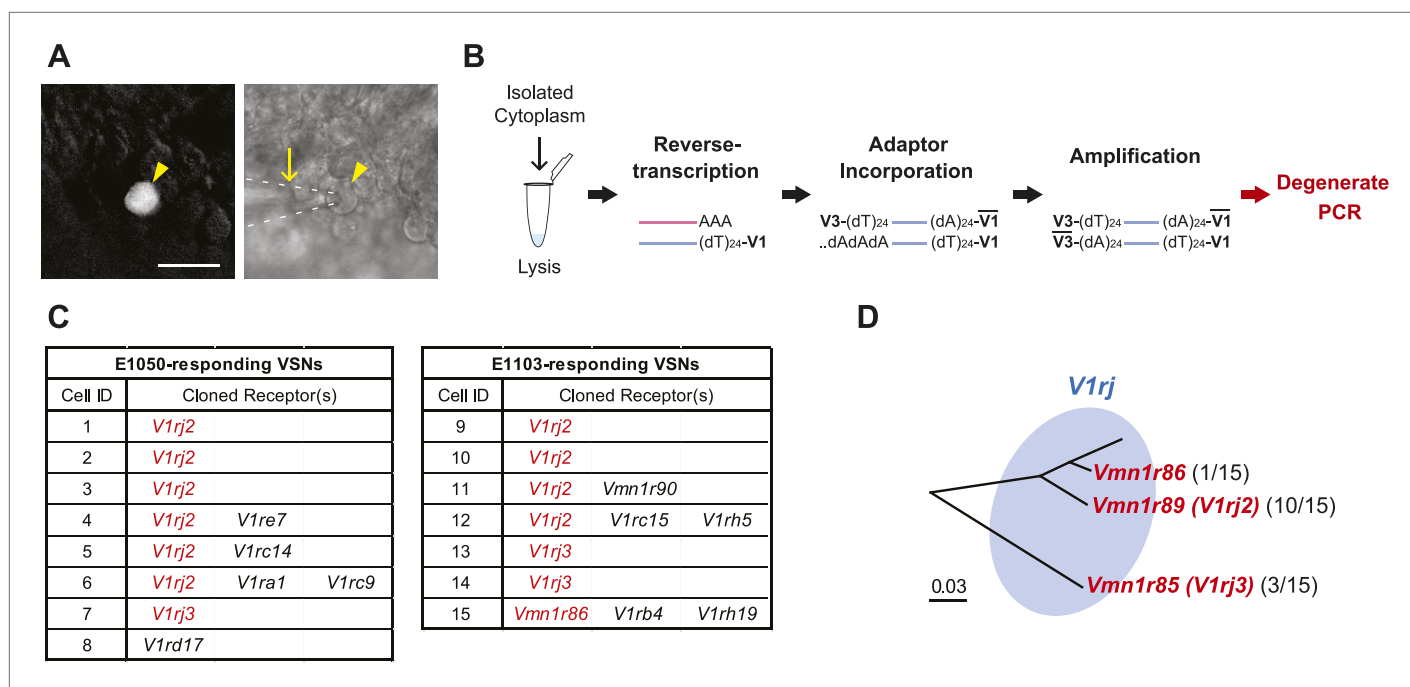 A
B
Isolated
Cytoplasm
Lysis
Reverse-
transcription
AAA
(dT)24-V1
Adaptor
Incorporation
V3-(dT)24 (dA)24-V1
..dAdAdA (dT)24-V1
Amplification
V3-(dT)24 (dA)24-V1
V3-(dA)24 (dT)24-V1
Degenerate
PCR
C
E1050-responding VSNs
Cell ID Cloned Receptor(s)
1 V1rj2
2 V1rj2
3 V1rj2
4 V1rj2 V1re7
5 V1rj2 V1rc14
6 V1rj2 V1ra1 V1rc9
7 V1rj3
8 V1rd17
E1103-responding VSNs
Cell ID Cloned Receptor(s)
9 V1rj2
10 V1rj2
11 V1rj2 Vmn1r90
12 V1rj2 V1rc15 V1rh5
13 V1rj3
14 V1rj3
15 Vmn1r86 V1rb4 V1rh19
D
V1rj
Vmn1r86 (1/15)
Vmn1r89 (V1rj2) (10/15)
Vmn1r85 (V1rj3) (3/15)
0.03